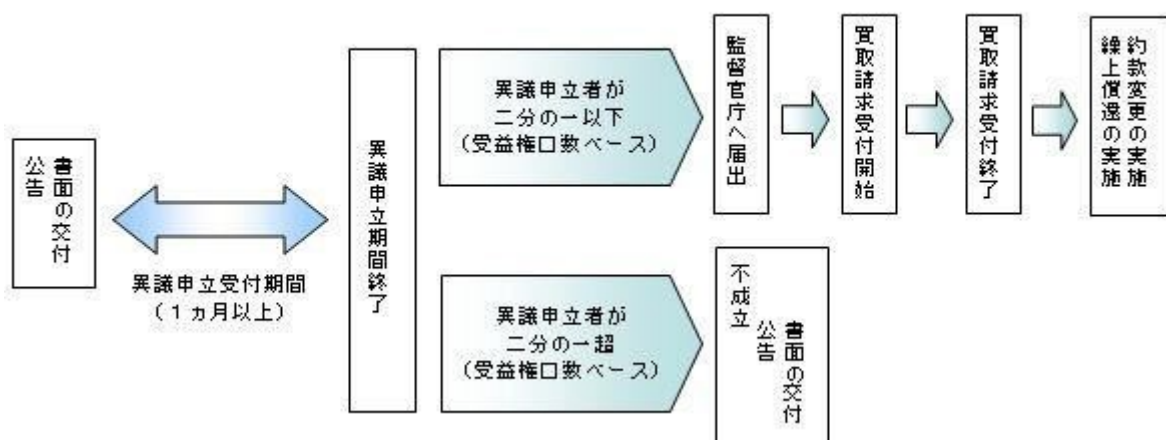 書面の交付
公告
異議申立受付期間
（１ヵ月以上）
異議申立期間終了
異議申立者が
二分の一以下
（受益権口数ベース）
監督官庁へ届出
買取請求受付開始
買取請求受付終了
約款変更の実施
繰上償還の実施
異議申立者が
二分の一超
（受益権口数ベース）
不成立
書面の交付
公告